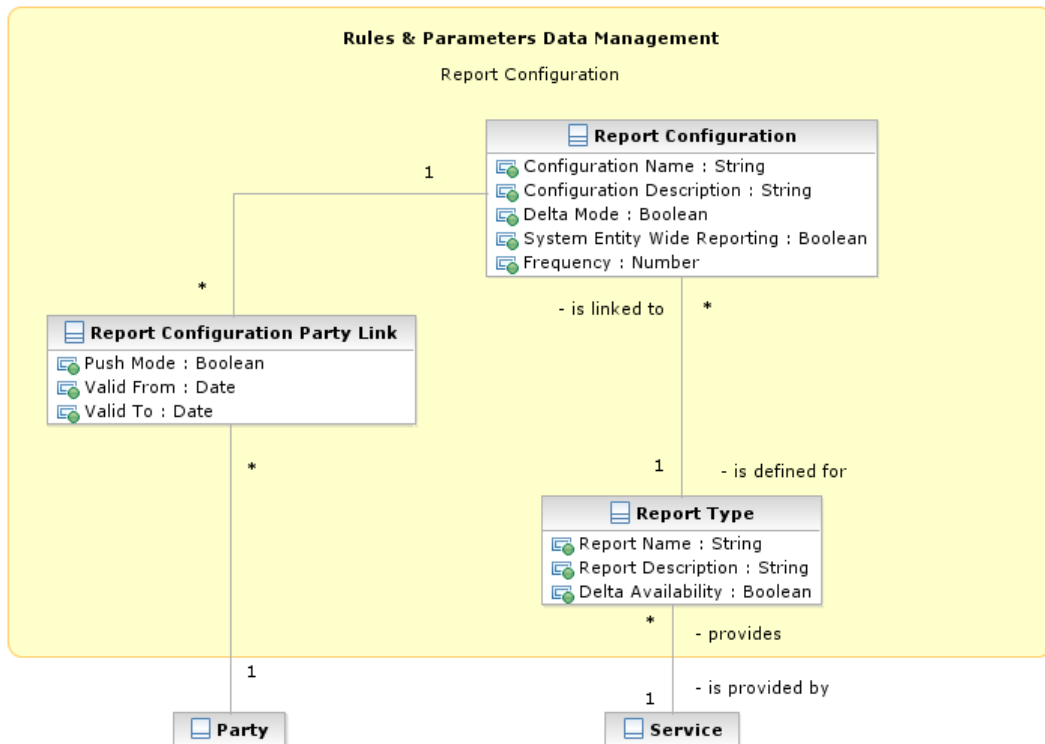 Rules & Parameters Data Management
Report Configuration
Report Configuration
Configuration Name : String
Configuration Description : String
Delta Mode : Boolean
System Entity Wide Reporting : Boolean
Frequency : Number
1
*
- is linked to
*
Report Configuration Party Link
Push Mode : Boolean
Valid From : Date
Valid To : Date
*
1
- is defined for
Report Type
Report Name : String
Report Description : String
Delta Availability : Boolean
*
- provides
1
- is provided by
1
Party
Service